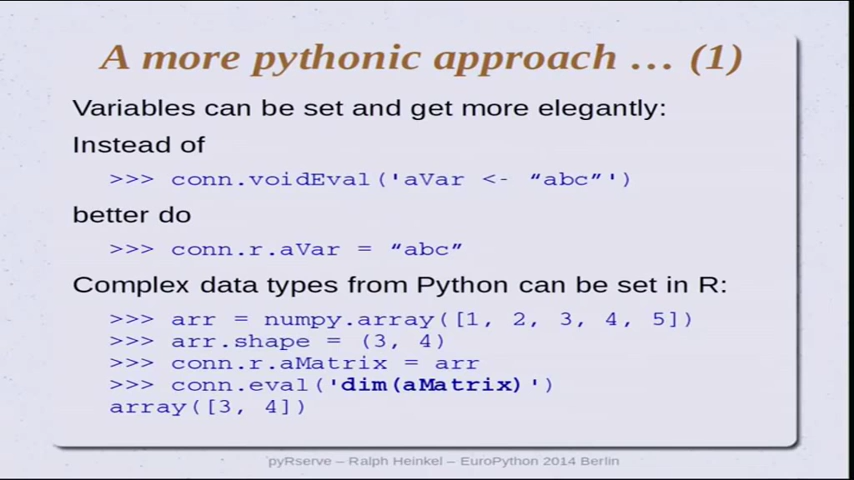 A more pythonic approach … (1)
Variables can be set and get more elegantly:
Instead of
>>> conn.voidEval('aVar <- “abc”')
better do
>>> conn.r.aVar = “abc”
Complex data types from Python can be set in R:
>>> arr = numpy.array([1, 2, 3, 4, 5])
>>> arr.shape = (3, 4)
>>> conn.r.aMatrix = arr
>>> conn.eval('dim(aMatrix)')
array([3, 4])
pyRserve – Ralph Heinkel – EuroPython 2014 Berlin